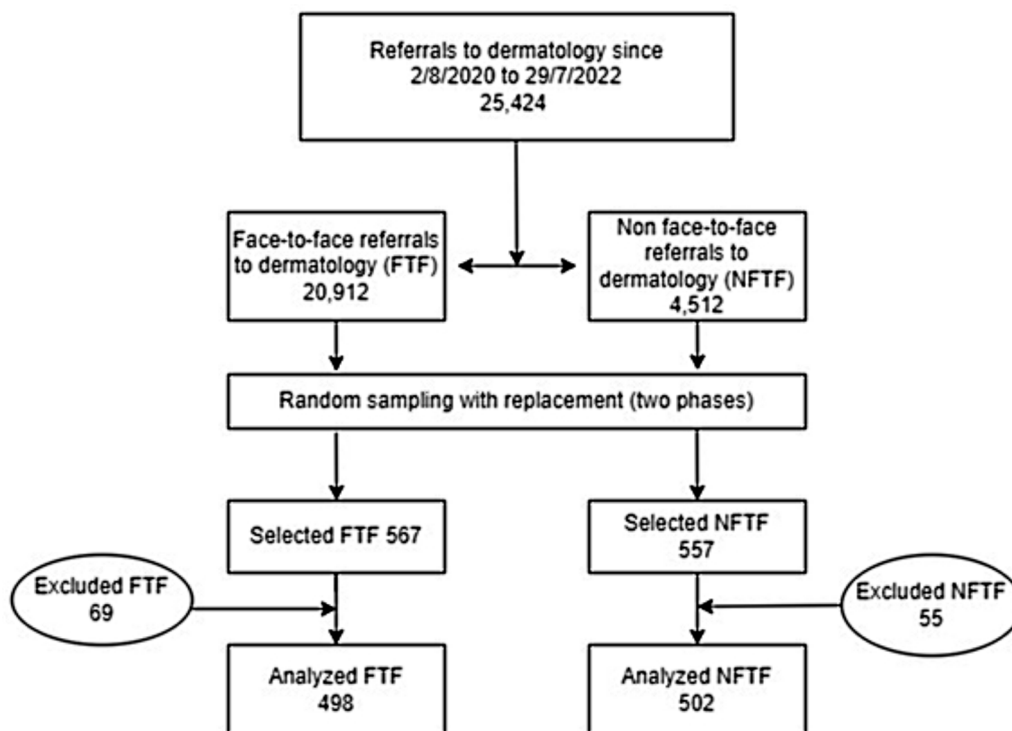 Referrals to dermatology since
2/8/2020 to 29/7/2022
25,424
Face-to-face referrals
to dermatology (FTF)
20,912
Non face-to-face
referrals to
dermatology (NFTF)
4,512
Random sampling with replacement (two phases)
Selected FTF 567
Selected NFTF
557
Excluded FTF
69
Excluded NFTF
55
Analyzed FTF
498
Analyzed NFTF
502